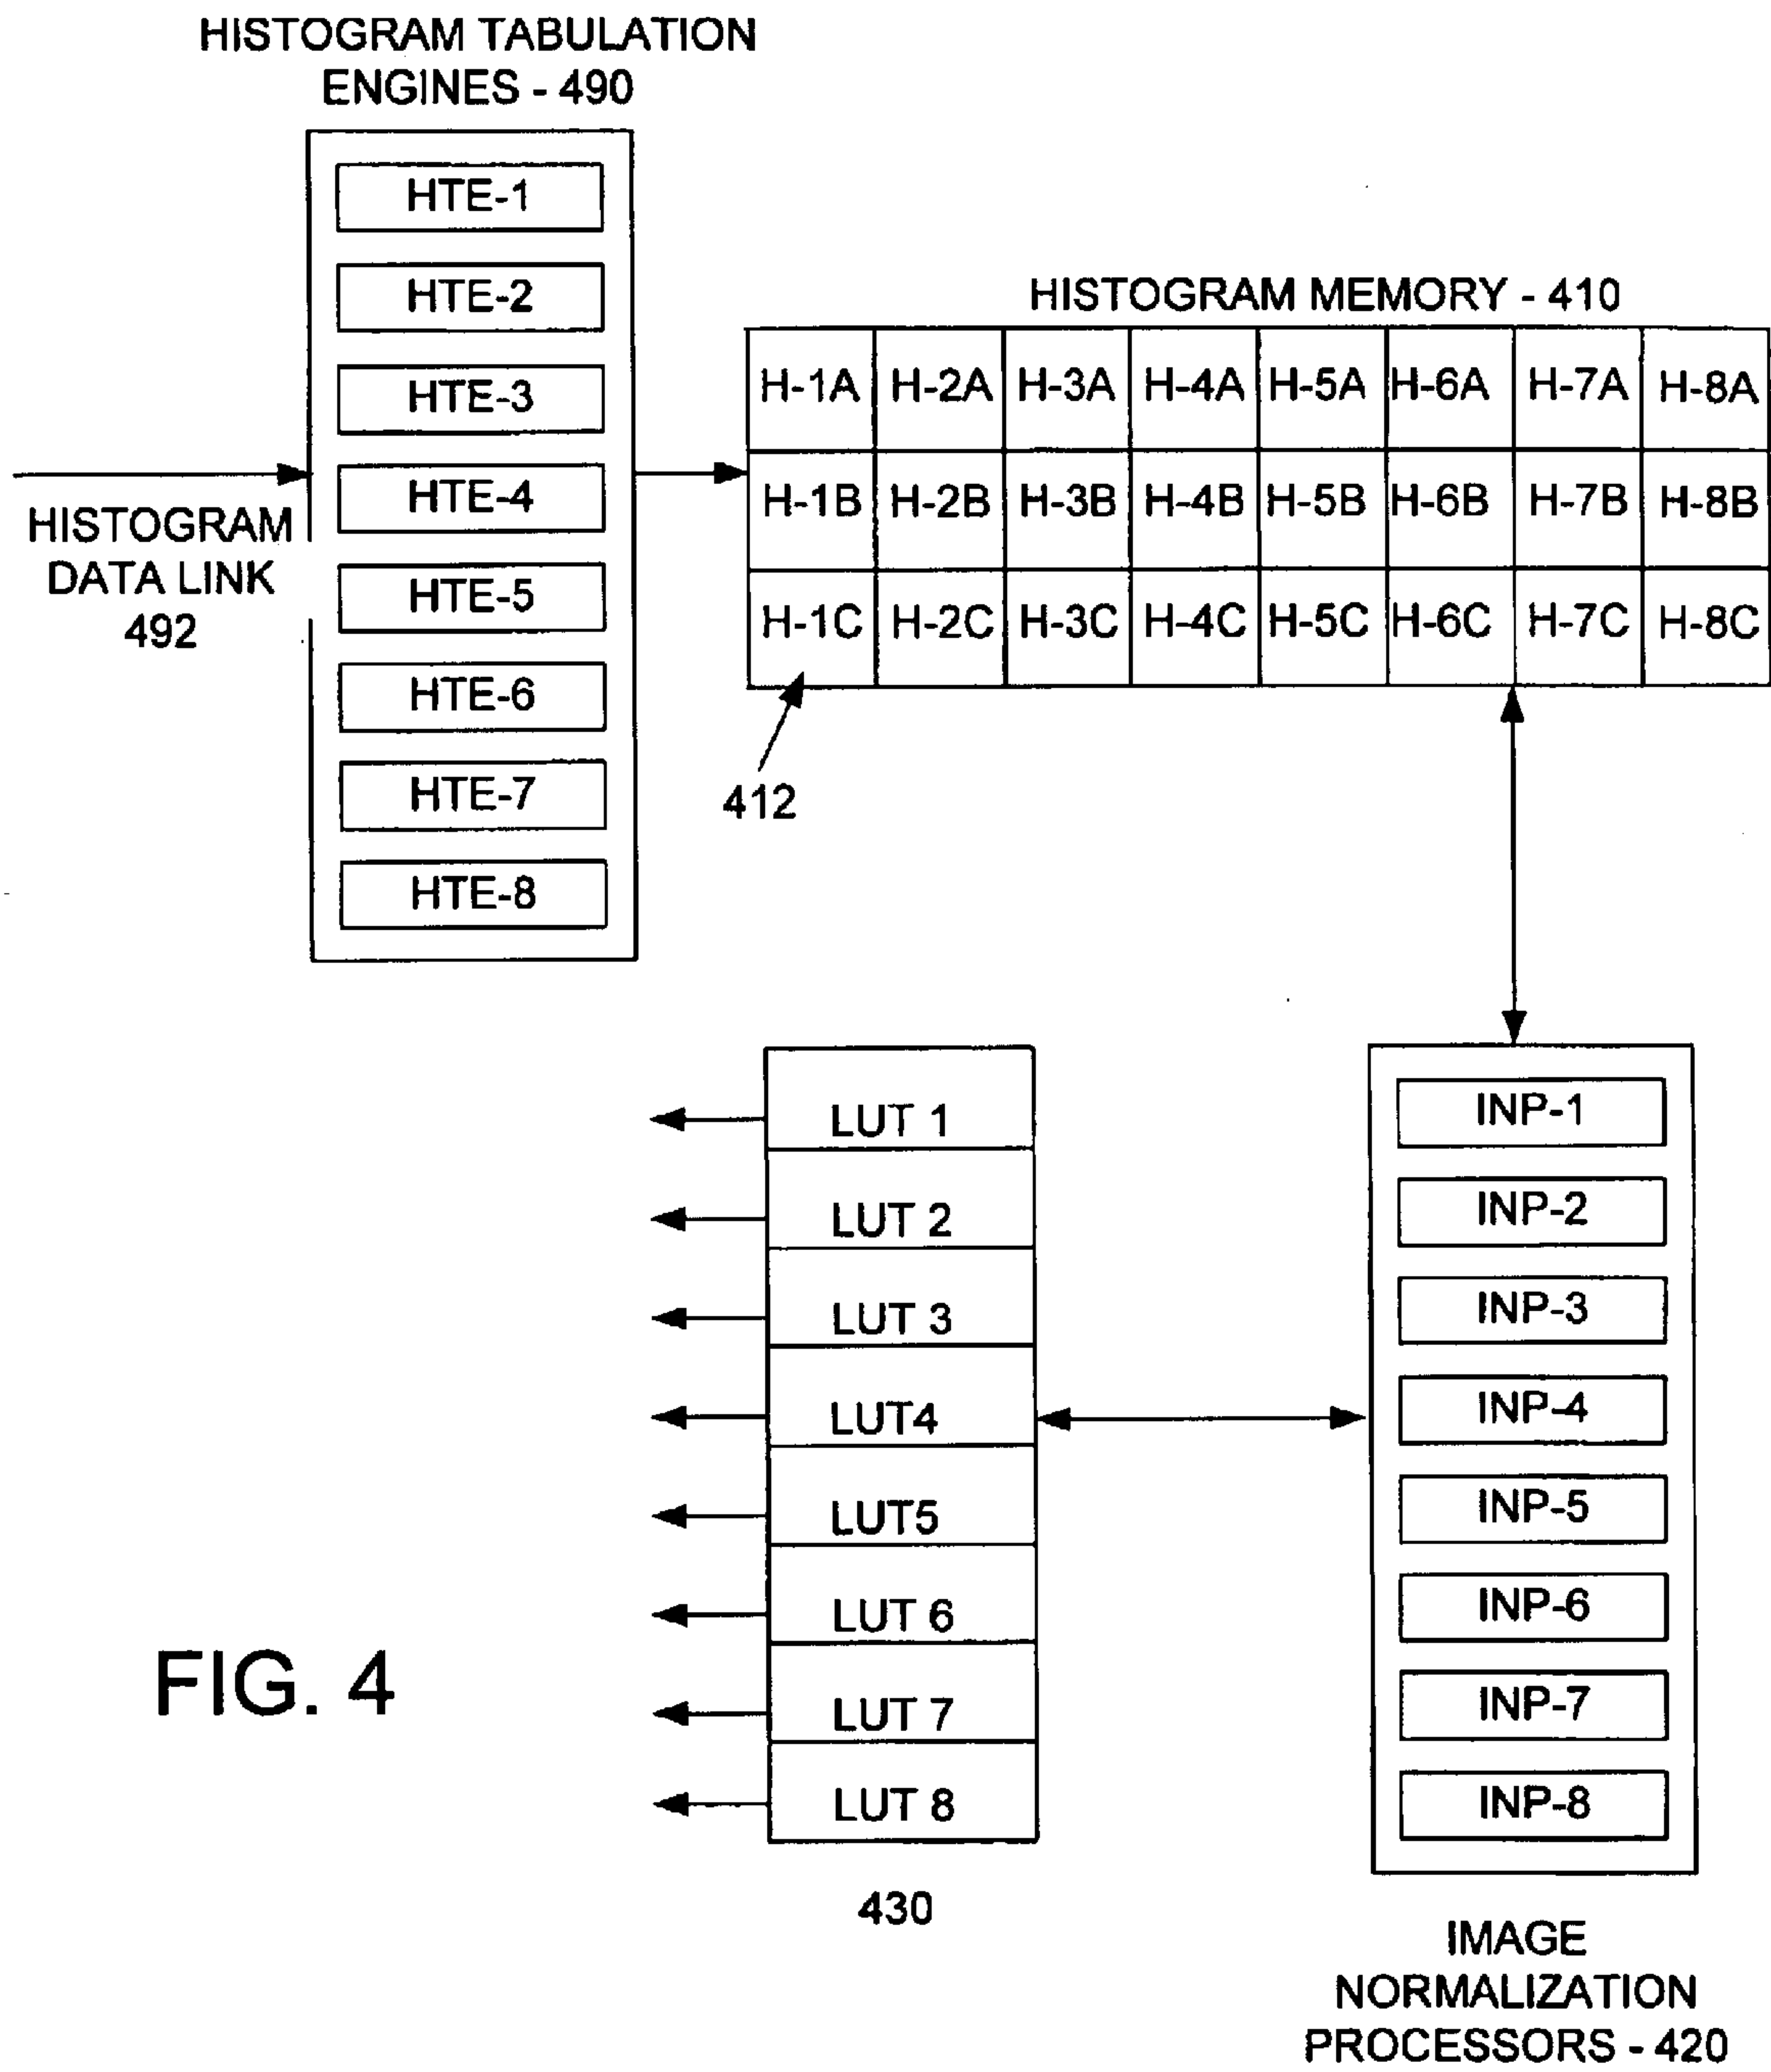 HISTOGRAM TABULATION
ENGINES - 490
HTE-1
HTE-2
HTE-3
HTE-4
HTE-5
HTE-6
HTE-7
HTE-8
HISTOGRAM
DATA LINK
492
HISTOGRAM MEMORY - 410
H-1A H-2A H-3A H-4A H-5A H-6A H-7A H-8A
H-1B H-2B H-3B H-4B H-5B H-6B H-7B H-8B
H-1C H-2C H-3C H-4C H-5C H-6C H-7C H-8C
412
LUT 1
LUT 2
LUT 3
LUT4
LUT5
LUT 6
LUT 7
LUT 8
430
INP-1
INP-2
INP-3
INP-4
INP-5
INP-6
INP-7
INP-8
IMAGE
NORMALIZATION
PROCESSORS - 420
FIG. 4